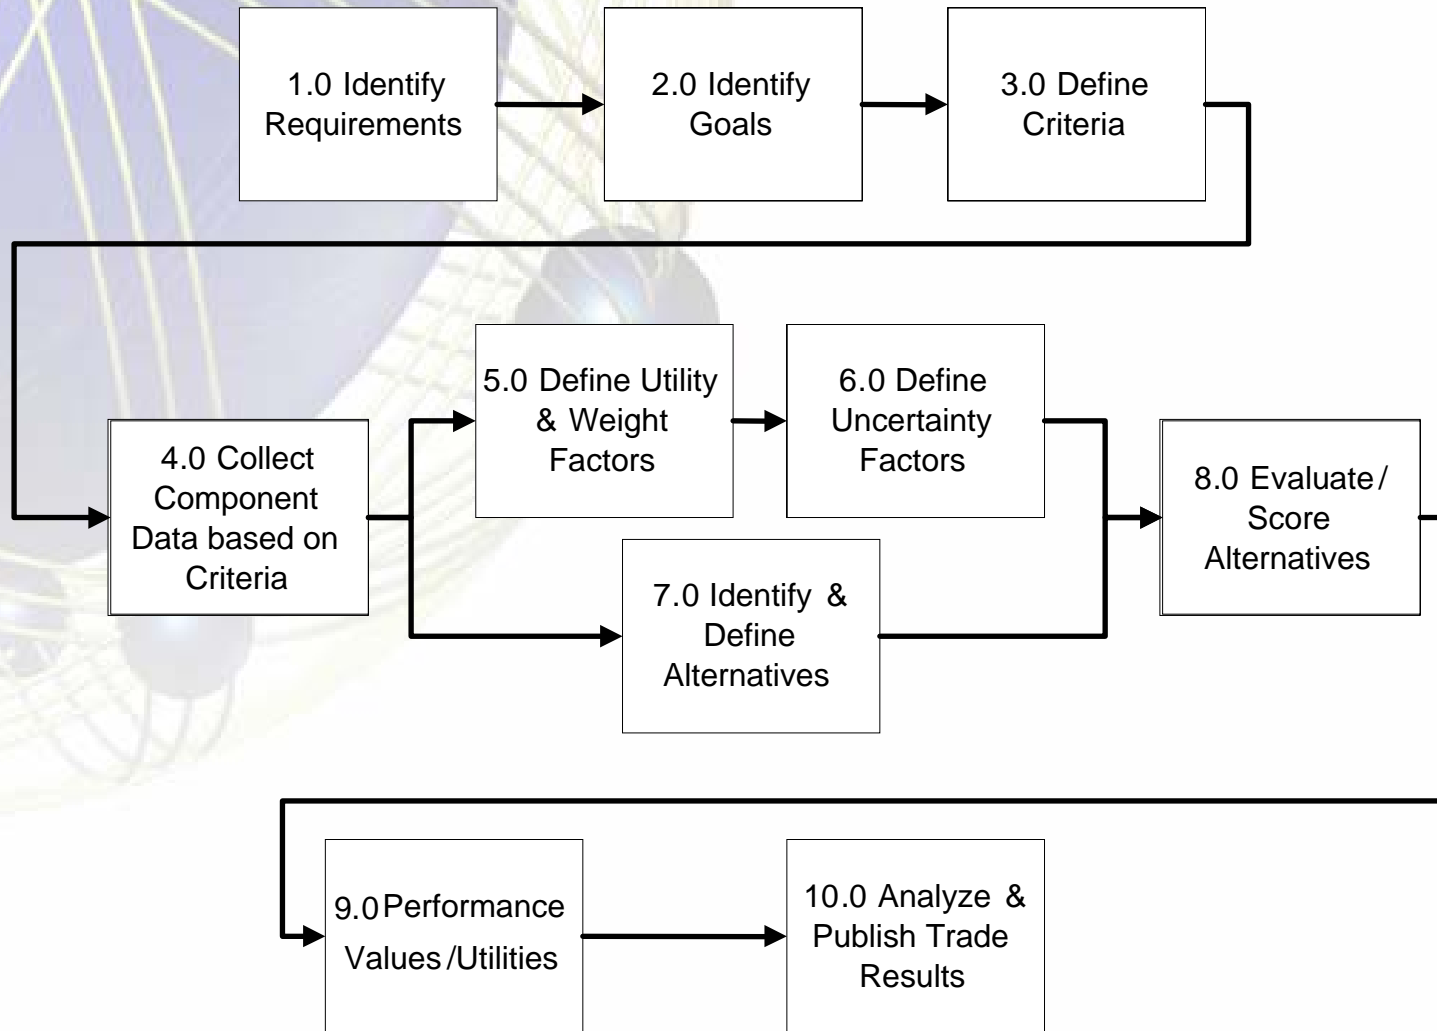 1.0 Identify
Requirements
2.0 Identify
Goals
3.0 Define
Criteria
4.0 Collect
Component
Data based on
Criteria
5.0 Define Utility
& Weight
Factors
6.0 Define
Uncertainty
Factors
7.0 Identify &
Define
Alternatives
8.0 Evaluate/
Score
Alternatives
9.0 Performance
Values/Utilities
10.0 Analyze &
Publish Trade
Results